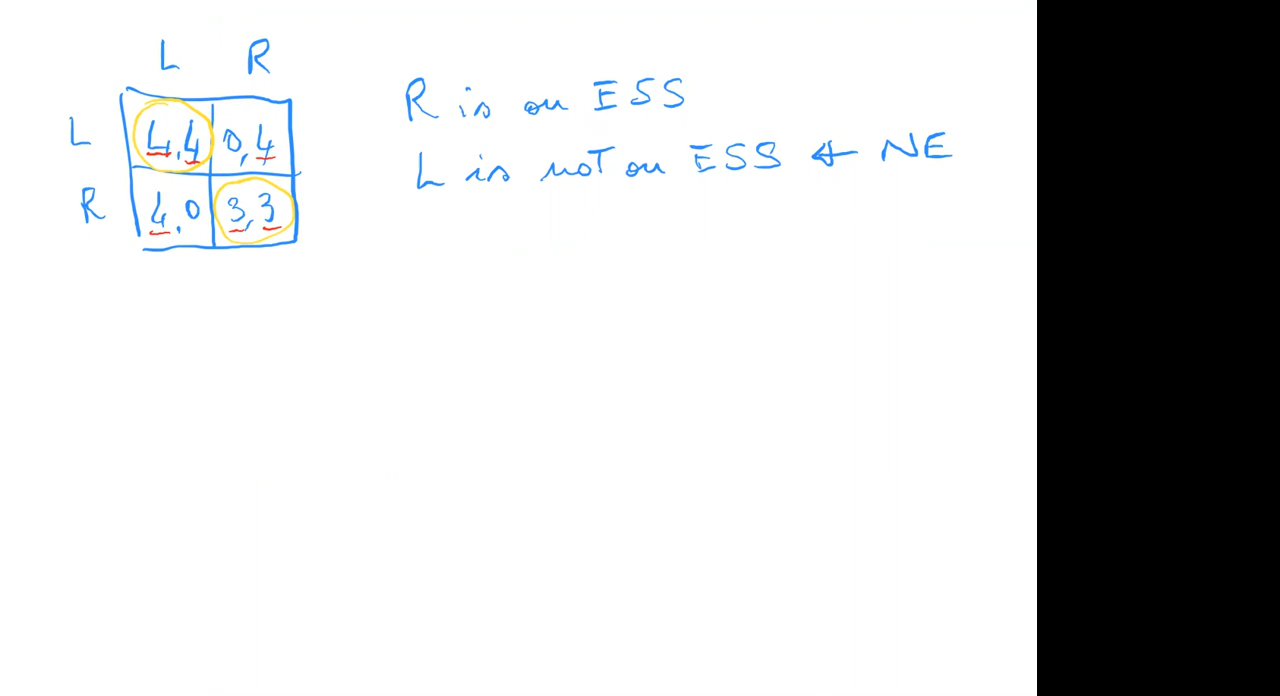 L R
R is an ESS
L 4,4 0,4
L is not an ESS ← NE
R 4,0 3,3